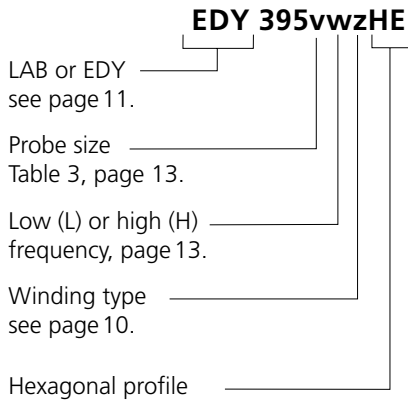 EDY 395vwzHE
LAB or EDY
see page 11.
Probe size
Table 3, page 13.
Low (L) or high (H)
frequency, page 13.
Winding type
see page 10.
Hexagonal profile